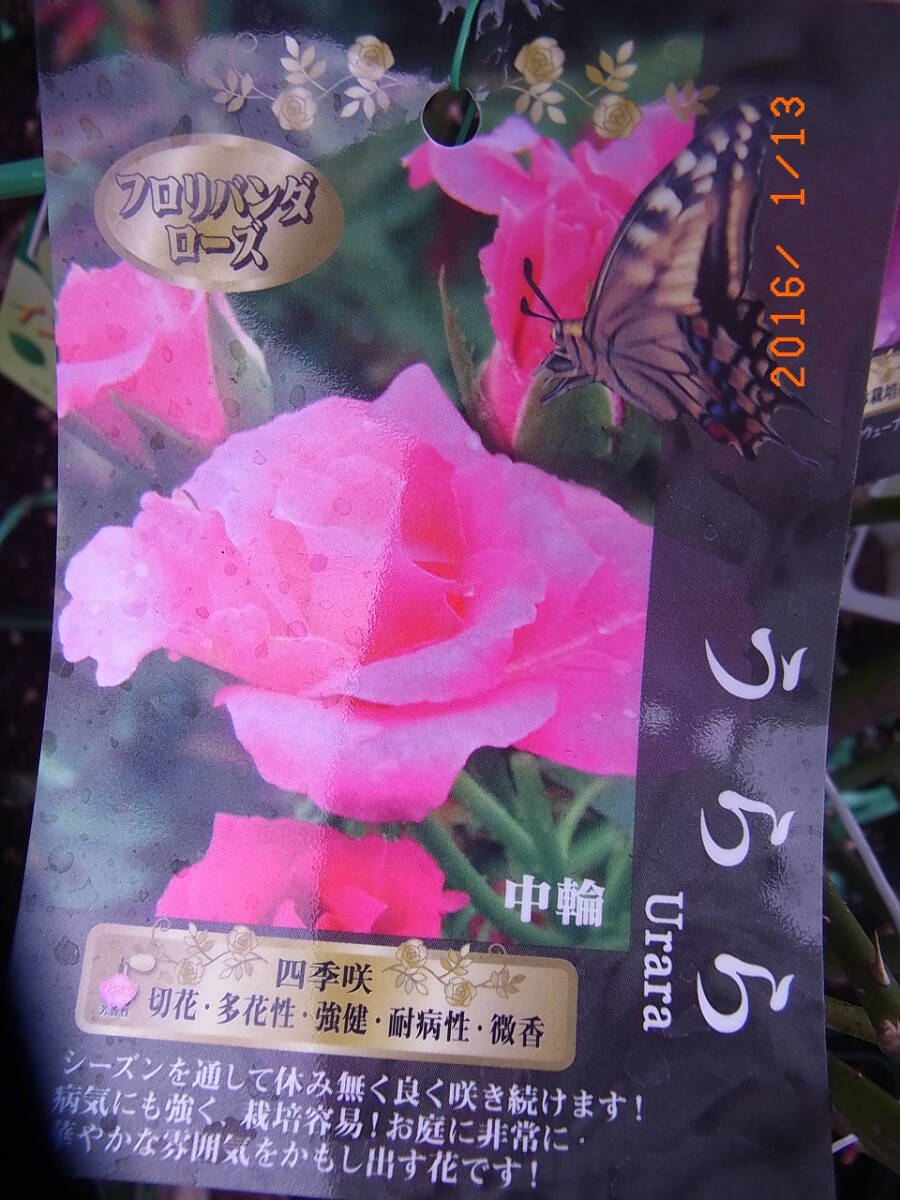 フロリバンダ
ローズ
2016/ 1/13
うらら
Urara
中輪
四季咲
切花・多花性・強健・耐病性・微香
芳香性
シーズンを通して休み無く良く咲き続けます!
病気にも強く、栽培容易!お庭に非常に
華やかな雰囲気をかもし出す花です!